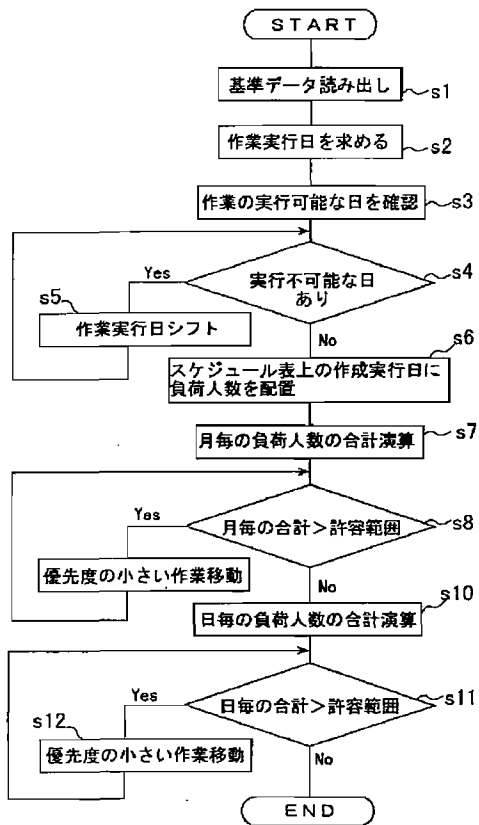 START
基準データ読み出し
s1
作業実行日を求める
s2
作業の実行可能な日を確認
s3
実行不可能な日
あり
s4
Yes
s5
作業実行日シフト
No
s6
スケジュール表上の作成実行日に
負荷人数を配置
s7
月毎の負荷人数の合計演算
月毎の合計>許容範囲
s8
Yes
優先度の小さい作業移動
No
s10
日毎の負荷人数の合計演算
日毎の合計>許容範囲
s11
Yes
s12
優先度の小さい作業移動
No
END